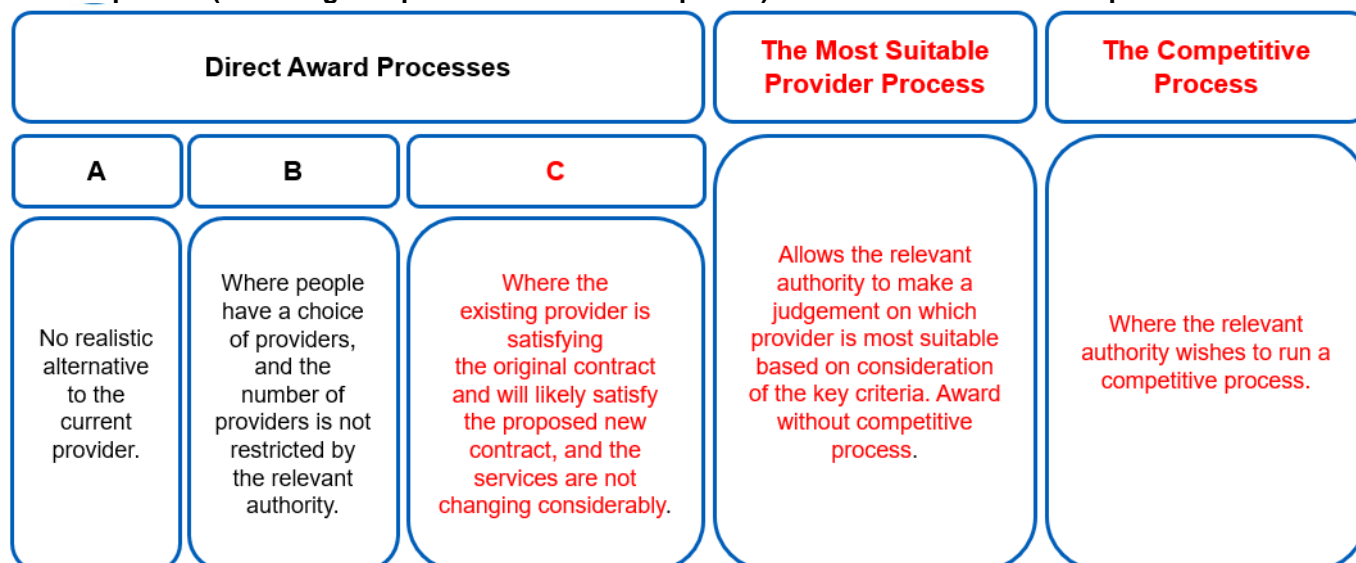 Direct Award Processes
The Most Suitable
Provider Process
The Competitive
Process
A
B
C
No realistic
alternative
to the
current
provider.
Where people
have a choice
of providers,
and the
number of
providers is not
restricted by
the relevant
authority.
Where the
existing provider is
satisfying
the original contract
and will likely satisfy
the proposed new
contract, and the
services are not
changing considerably.
Allows the relevant
authority to make a
judgement on which
provider is most suitable
based on consideration
of the key criteria. Award
without competitive
process.
Where the relevant
authority wishes to run a
competitive process.